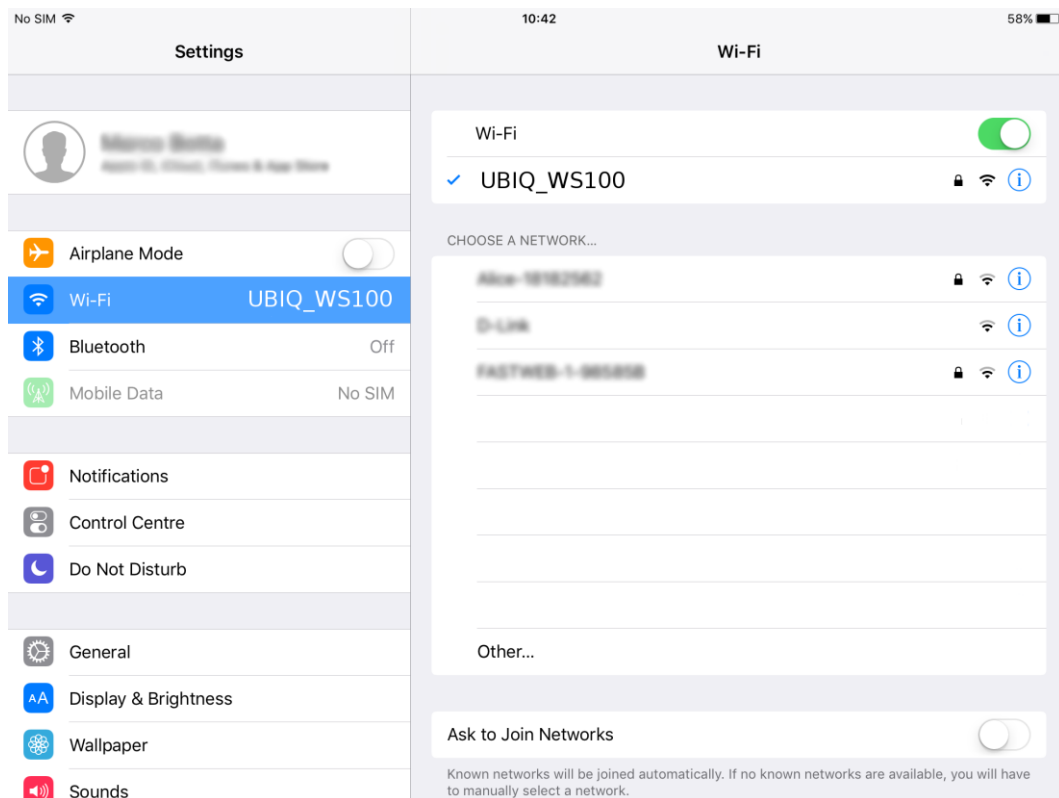 No SIM
10:42
58%
Settings
Wi-Fi
Airplane Mode
Wi-Fi UBIQ_WS100
Bluetooth Off
Mobile Data No SIM
Notifications
Control Centre
Do Not Disturb
General
Display & Brightness
Wallpaper
Sounds
Wi-Fi
UBIQ_WS100
CHOOSE A NETWORK...
D-Link
Other...
Ask to Join Networks
Known networks will be joined automatically. If no known networks are available, you will have
to manually select a network.